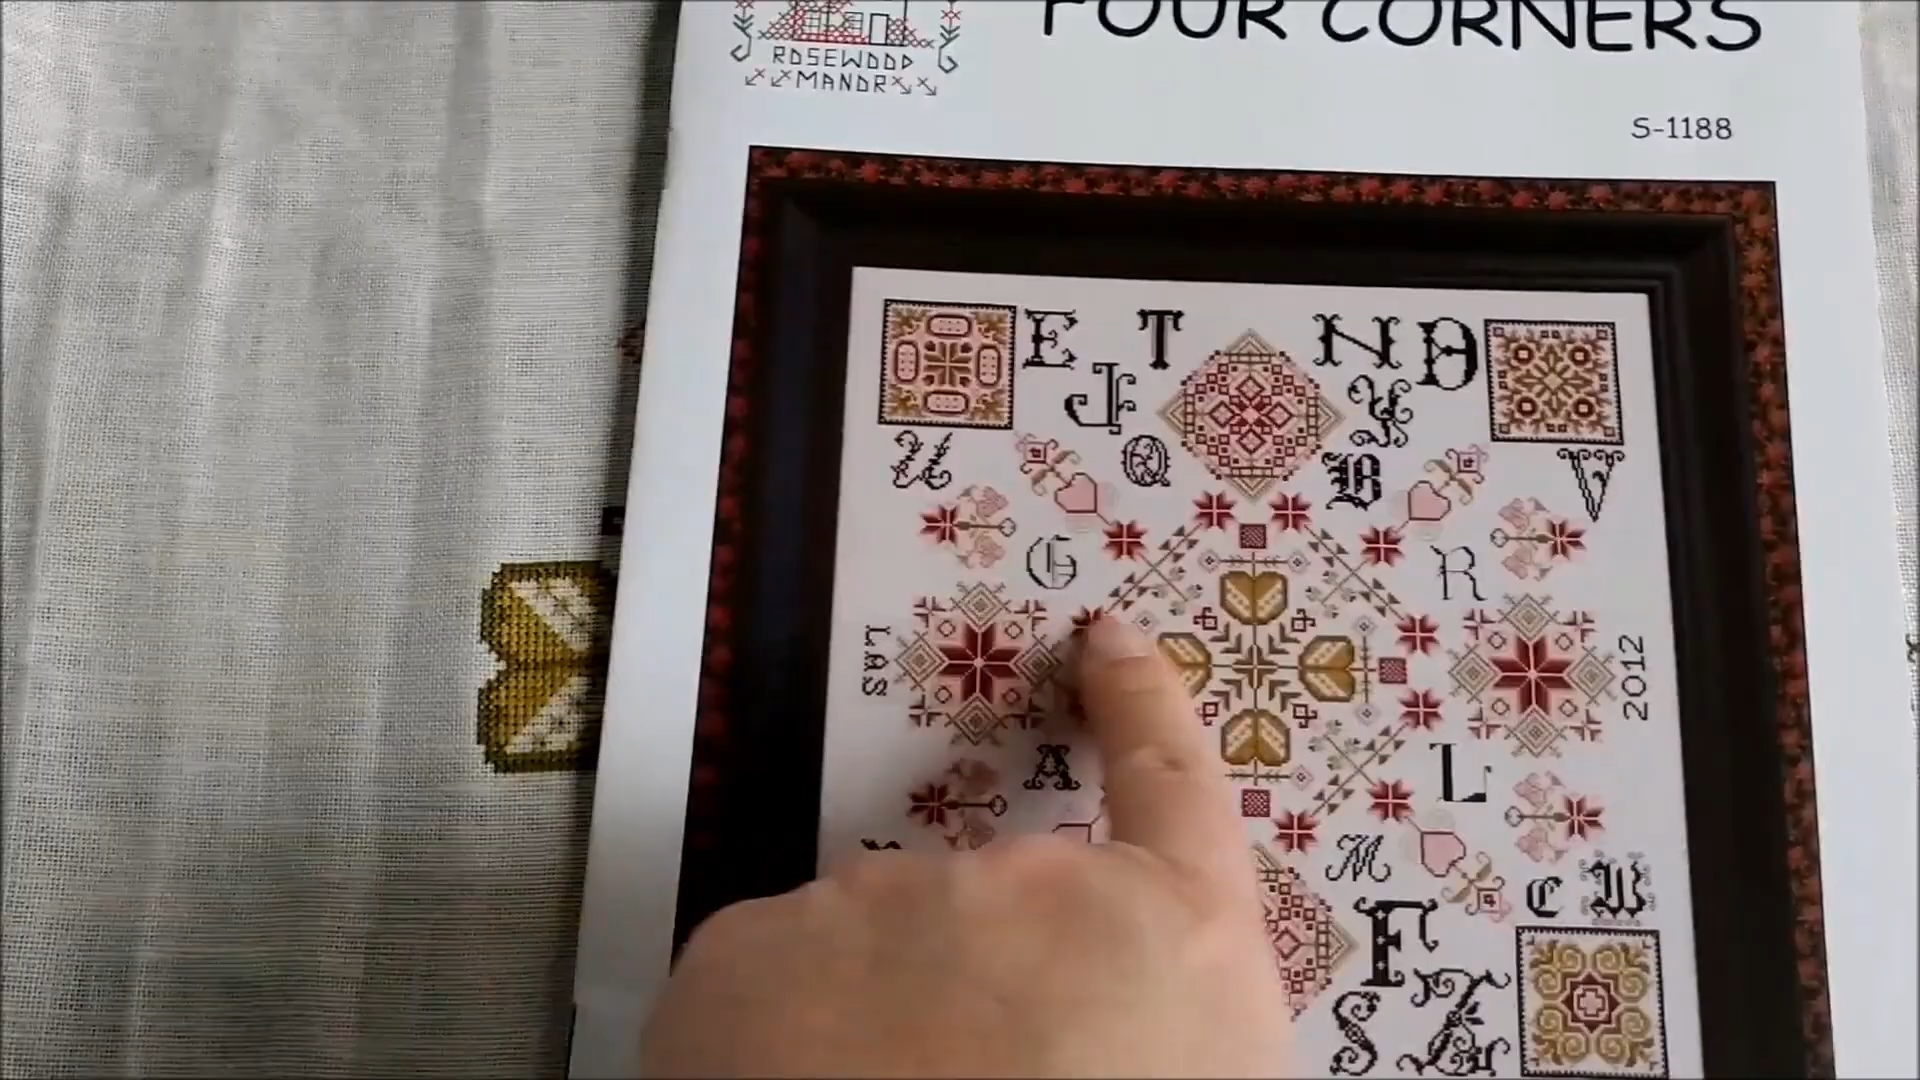 FOUR CORNERS
ROSEWOOD
MANOR
S-1188
E T N D
J Y
Q B
U V
G R
LAS
2012
A L
M
C W
F
S Z